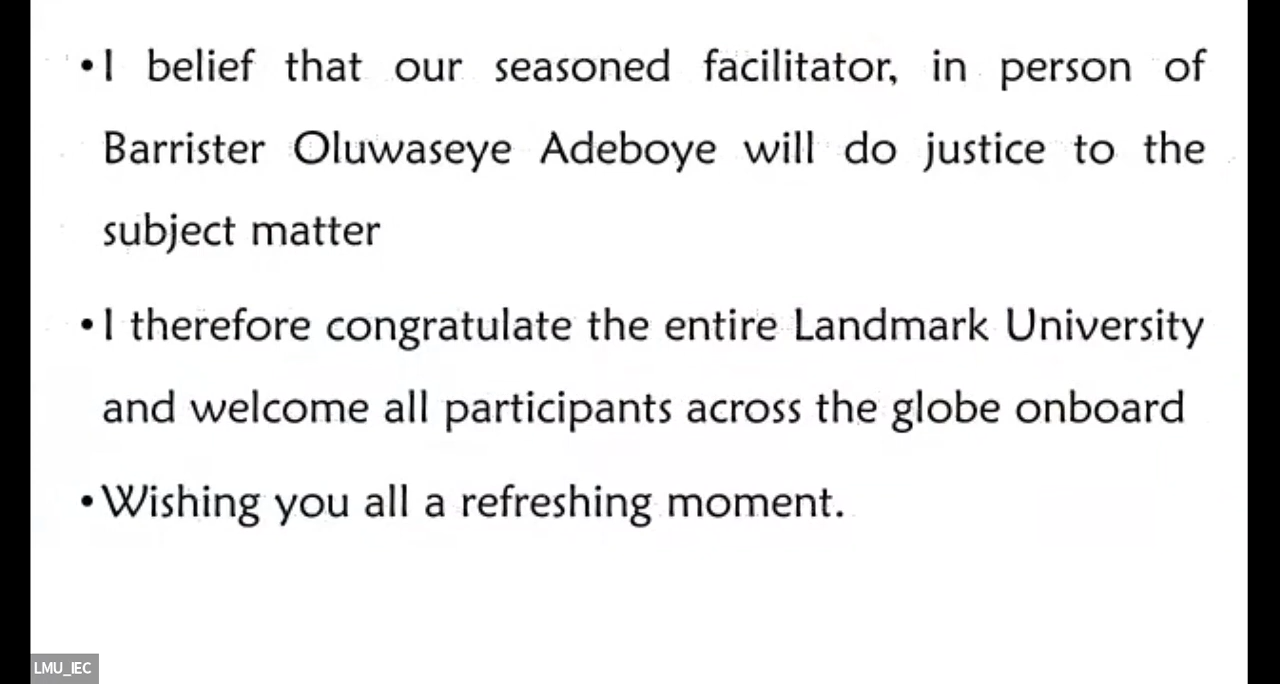 •I belief that our seasoned facilitator, in person of
Barrister Oluwaseye Adeboye will do justice to the
subject matter
•I therefore congratulate the entire Landmark University
and welcome all participants across the globe onboard
•Wishing you all a refreshing moment.
LMU_IEC